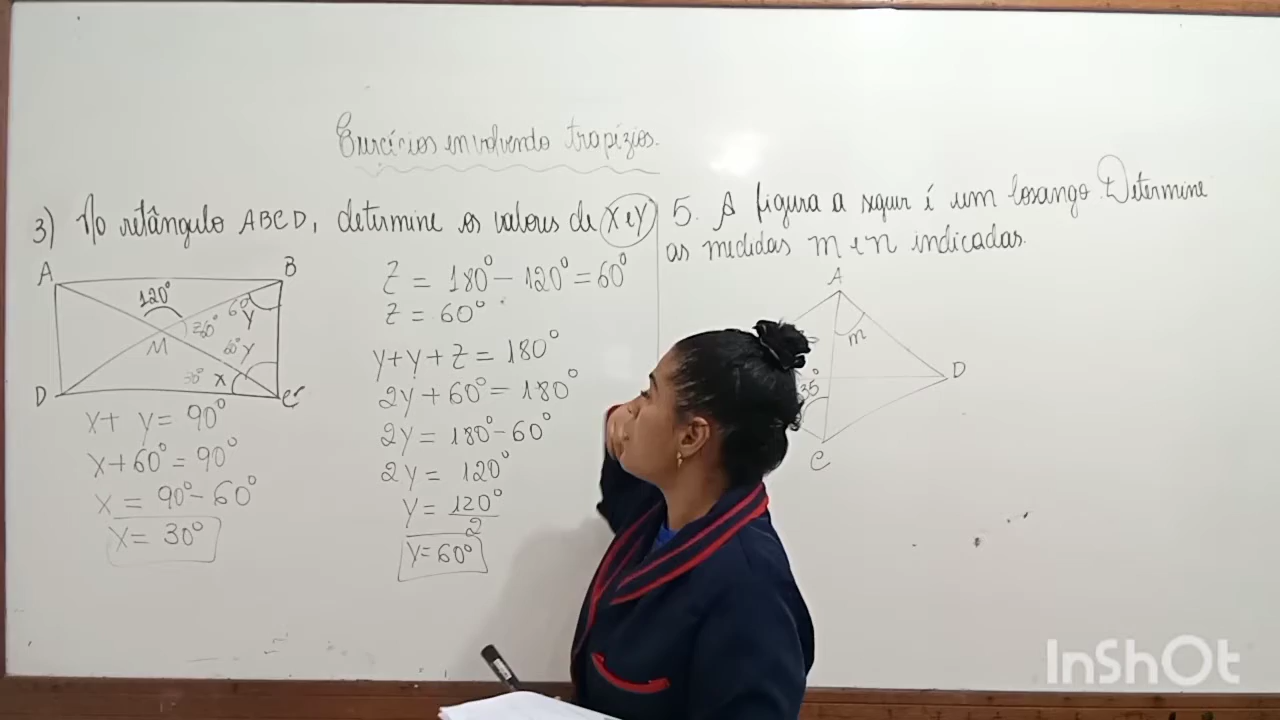 Exercícios envolvendo trapézios.
3) No retângulo ABCD, determine os valores de x e y
A
B
120°
60°
y
z 60°
M
60° y
30° x
D
C
x + y = 90°
x + 60° = 90°
x = 90° - 60°
x = 30°
z = 180° - 120° = 60°
z = 60°
y + y + z = 180°
2y + 60° = 180°
2y = 180° - 60°
2y = 120°
y = 120°
2
y = 60°
5. A figura a seguir é um losango. Determine
as medidas m e n indicadas.
A
m
D
35°
C
InShOt